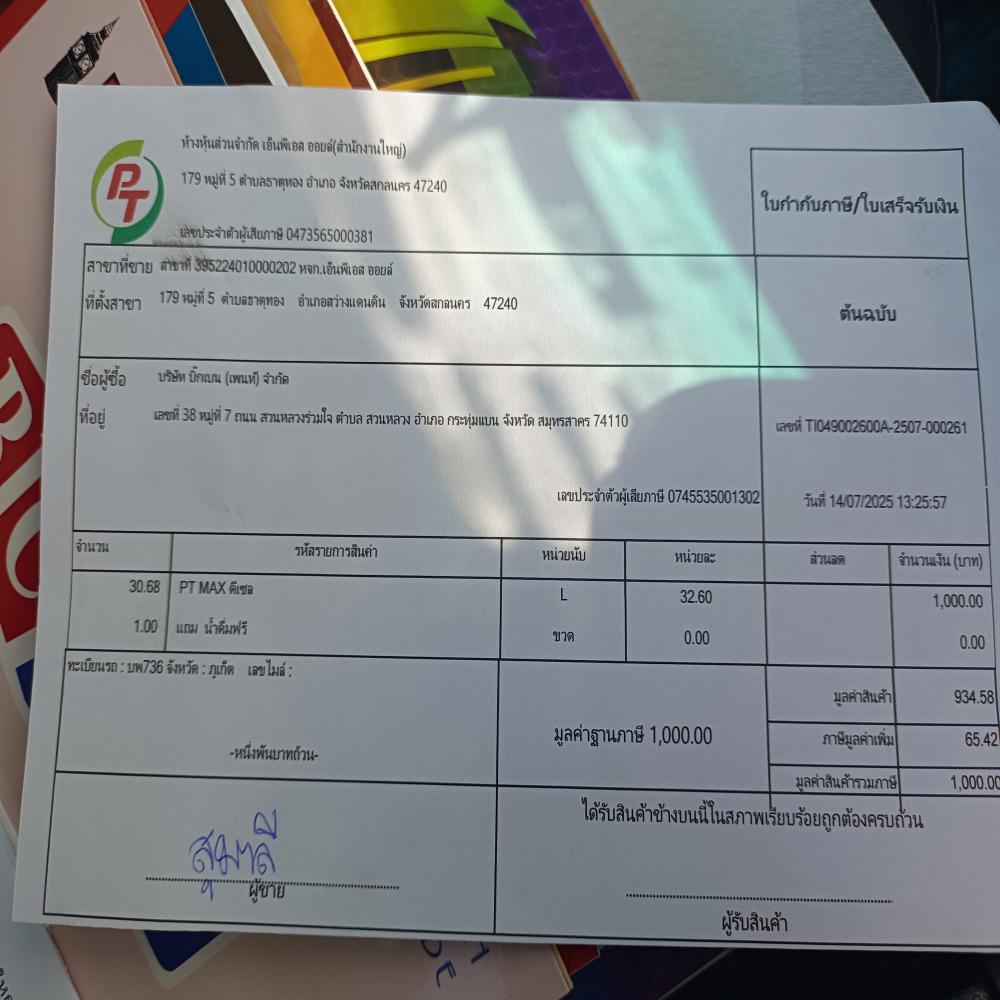 PT
ห้างหุ้นส่วนจำกัด เอ็นพีเอส ออยล์(สำนักงานใหญ่)
179 หมู่ที่ 5 ตำบลธาตุทอง อำเภอ จังหวัดสกลนคร 47240
เลขประจำตัวผู้เสียภาษี 0473565000381
ใบกำกับภาษี/ใบเสร็จรับเงิน
สาขาที่ขาย สาขาที่ 395224010000202 หจก.เอ็นพีเอส ออยล์
ที่ตั้งสาขา 179 หมู่ที่ 5 ตำบลธาตุทอง อำเภอสว่างแดนดิน จังหวัดสกลนคร 47240
ต้นฉบับ
ชื่อผู้ซื้อ บริษัท บิ๊กเบน (เพนท์) จำกัด
ที่อยู่ เลขที่ 38 หมู่ที่ 7 ถนน สวนหลวงร่วมใจ ตำบล สวนหลวง อำเภอ กระทุ่มแบน จังหวัด สมุทรสาคร 74110
เลขที่ TI049002600A-2507-000261
เลขประจำตัวผู้เสียภาษี 0745535001302
วันที่ 14/07/2025 13:25:57
จำนวน รหัสรายการสินค้า หน่วยนับ หน่วยละ ส่วนลด จำนวนเงิน (บาท)
30.68 PT MAX ดีเซล L 32.60 1,000.00
1.00 แถม น้ำดื่มฟรี ขวด 0.00 0.00
ทะเบียนรถ : บพ736 จังหวัด : ภูเก็ต เลขไมล์ :
มูลค่าสินค้า 934.58
มูลค่าฐานภาษี 1,000.00
ภาษีมูลค่าเพิ่ม 65.42
-หนึ่งพันบาทถ้วน-
มูลค่าสินค้ารวมภาษี 1,000.00
ได้รับสินค้าข้างบนนี้ในสภาพเรียบร้อยถูกต้องครบถ้วน
สุมาลี
ผู้ขาย
ผู้รับสินค้า